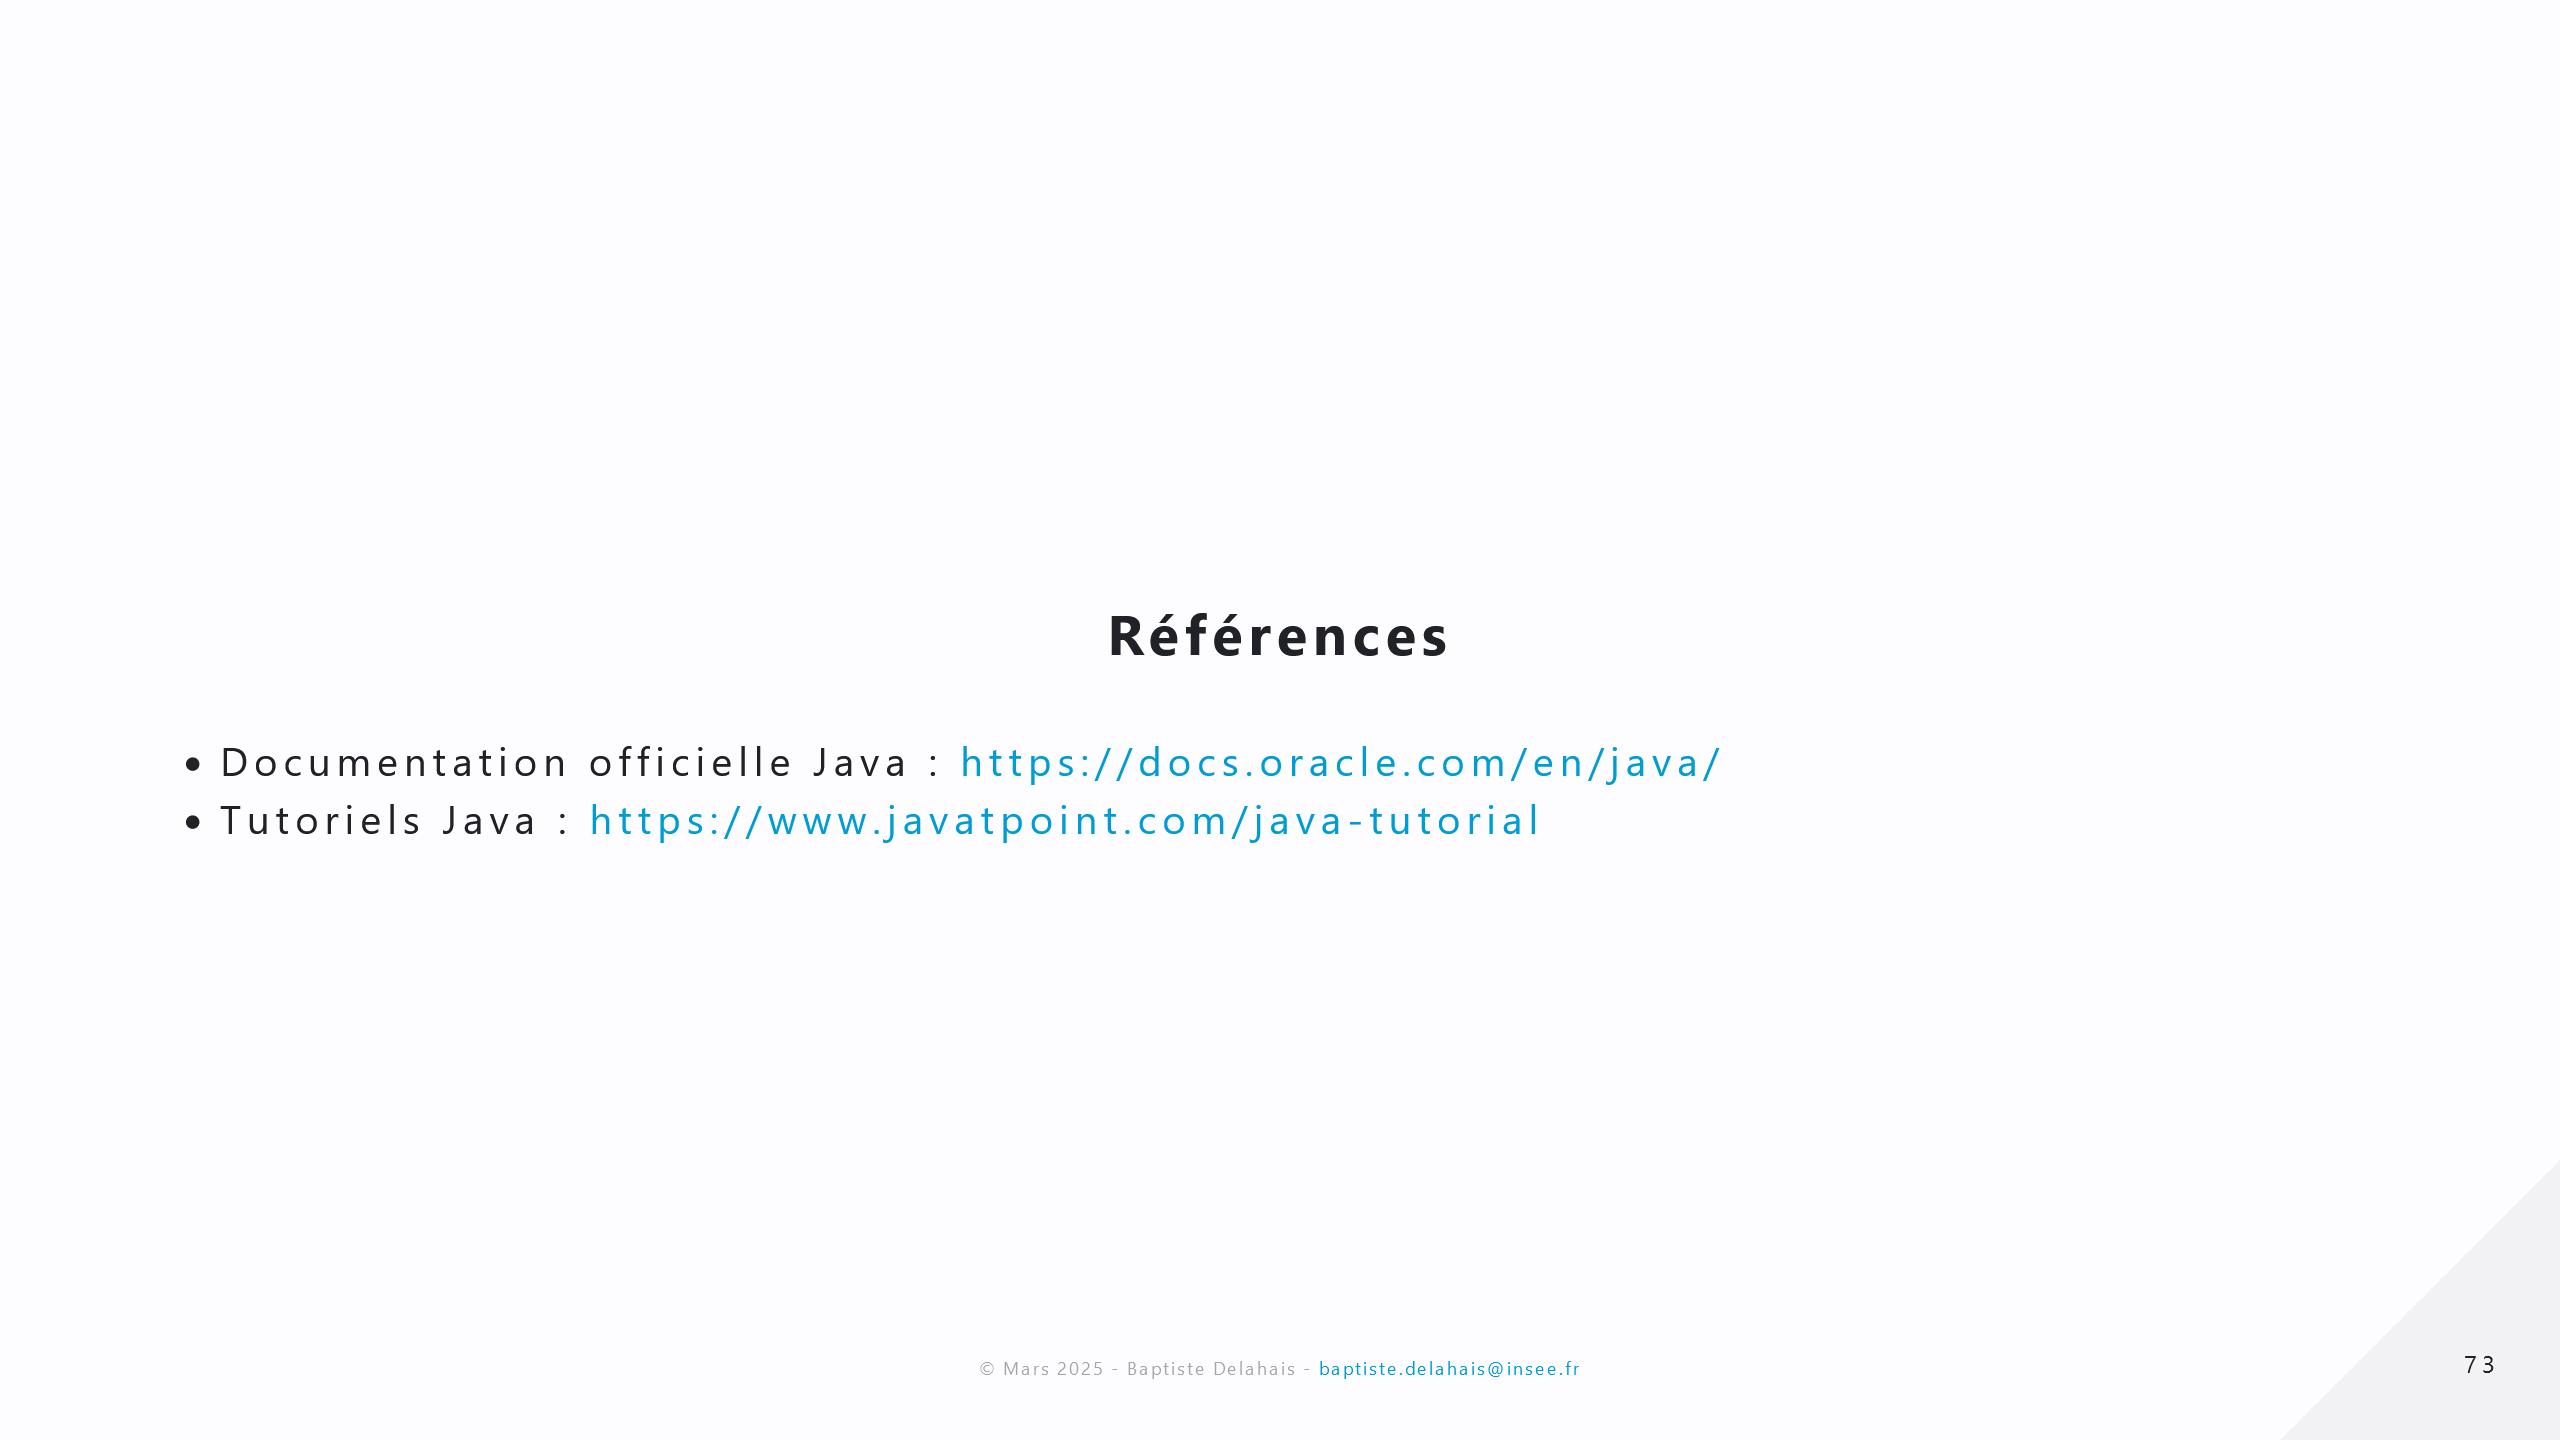 Références
• Documentation officielle Java : https://docs.oracle.com/en/java/
• Tutoriels Java : https://www.javatpoint.com/java-tutorial
© Mars 2025 - Baptiste Delahais - baptiste.delahais@insee.fr
73